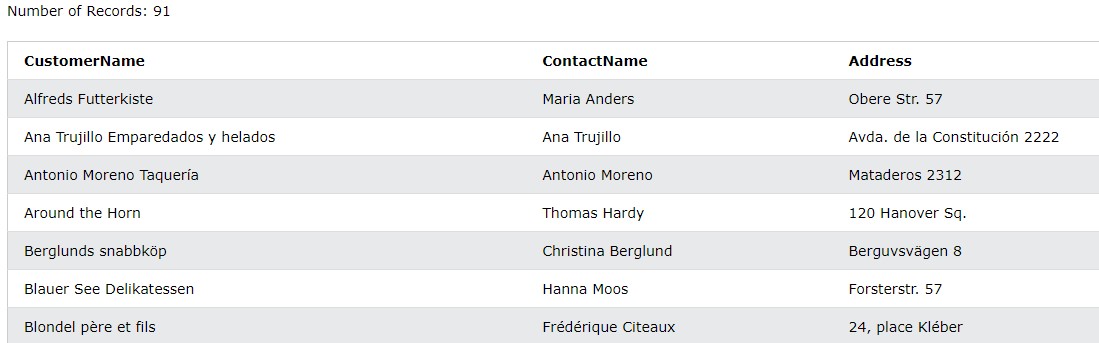 Number of Records: 91
CustomerName ContactName Address
Alfreds Futterkiste Maria Anders Obere Str. 57
Ana Trujillo Emparedados y helados Ana Trujillo Avda. de la Constitución 2222
Antonio Moreno Taquería Antonio Moreno Mataderos 2312
Around the Horn Thomas Hardy 120 Hanover Sq.
Berglunds snabbköp Christina Berglund Berguvsvägen 8
Blauer See Delikatessen Hanna Moos Forsterstr. 57
Blondel père et fils Frédérique Citeaux 24, place Kléber